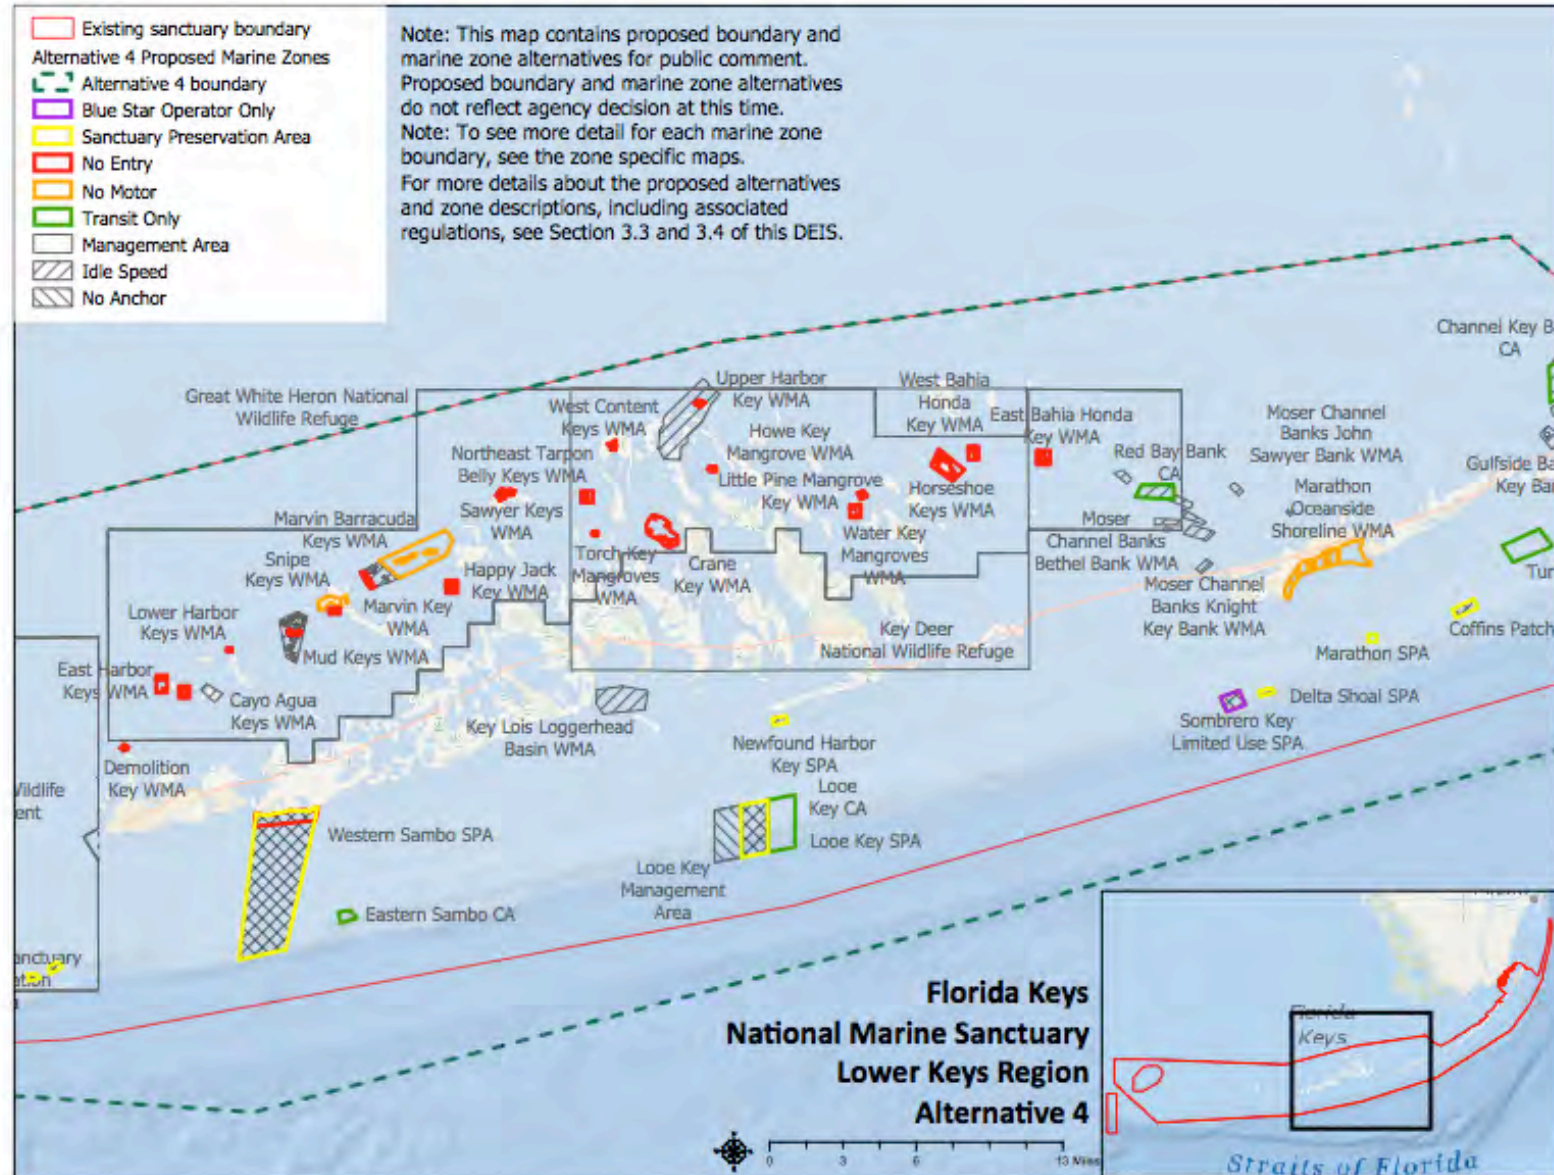 Existing sanctuary boundary
Alternative 4 Proposed Marine Zones
Alternative 4 boundary
Blue Star Operator Only
Sanctuary Preservation Area
No Entry
No Motor
Transit Only
Management Area
Idle Speed
No Anchor
Note: This map contains proposed boundary and
marine zone alternatives for public comment.
Proposed boundary and marine zone alternatives
do not reflect agency decision at this time.
Note: To see more detail for each marine zone
boundary, see the zone specific maps.
For more details about the proposed alternatives
and zone descriptions, including associated
regulations, see Section 3.3 and 3.4 of this DEIS.
Channel Key B
CA
Great White Heron National
Wildlife Refuge
Upper Harbor
Key WMA
West Content
Keys WMA
West Bahia
Honda
Key WMA
East Bahia Honda
Key WMA
Howe Key
Mangrove WMA
Moser Channel
Banks John
Sawyer Bank WMA
Northeast Tarpon
Belly Keys WMA
Red Bay Bank
CA
Gulfside Ba
Key Ban
Little Pine Mangrove
Key WMA
Horseshoe
Keys WMA
Marathon
Oceanside
Shoreline WMA
Sawyer Keys
WMA
Marvin Barracuda
Keys WMA
Moser
Channel Banks
Bethel Bank WMA
Water Key
Mangroves
WMA
Snipe
Keys WMA
Happy Jack
Key WMA
Torch Key
Mangroves
WMA
Crane
Key WMA
Tur
Moser Channel
Banks Knight
Key Bank WMA
Marvin Key
WMA
Lower Harbor
Keys WMA
Key Deer
National Wildlife Refuge
Coffins Patch
Mud Keys WMA
Marathon SPA
East Harbor
Keys WMA
Cayo Agua
Keys WMA
Delta Shoal SPA
Key Lois Loggerhead
Basin WMA
Sombrero Key
Limited Use SPA
Newfound Harbor
Key SPA
Demolition
Key WMA
Wildlife
ent
Looe
Key CA
Western Sambo SPA
Looe Key SPA
Looe Key
Management
Area
Eastern Sambo CA
anctuary
ation
Florida Keys
National Marine Sanctuary
Lower Keys Region
Alternative 4
0 3 6 13 Miles
Florida
Keys
Straits of Florida